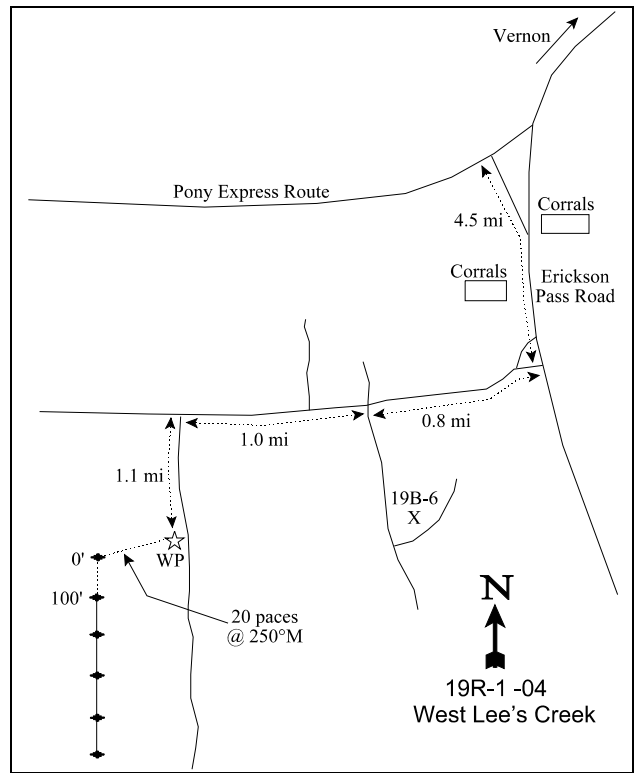 Vernon
Pony Express Route
Corrals
4.5 mi
Corrals
Erickson
Pass Road
0.8 mi
1.0 mi
1.1 mi
19B-6
X
WP
0'
100'
20 paces
@ 250°M
N
19R-1 -04
West Lee's Creek